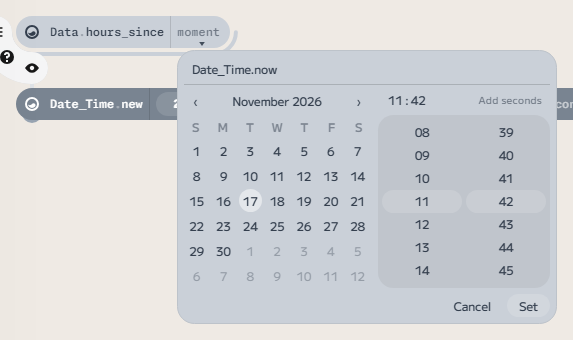 Data.hours_since moment
Date_Time.now
‹ November 2026 › 11:42 Add seconds
S M T W T F S
1 2 3 4 5 6 7
8 9 10 11 12 13 14
15 16 17 18 19 20 21
22 23 24 25 26 27 28
29 30 1 2 3 4 5
6 7 8 9 10 11 12
08 39
09 40
10 41
11 42
12 43
13 44
14 45
Cancel Set
Date_Time.new